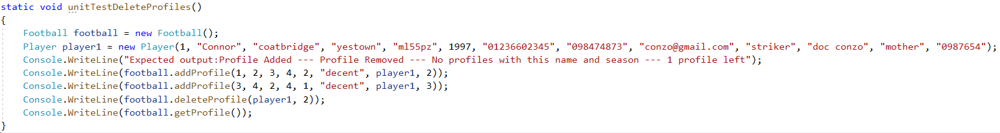 static void unitTestDeleteProfiles()
{
    Football football = new Football();
    Player player1 = new Player(1, "Connor", "coatbridge", "yestown", "ml55pz", 1997, "01236602345", "098474873", "conzo@gmail.com", "striker", "doc conzo", "mother", "0987654");
    Console.WriteLine("Expected output:Profile Added --- Profile Removed --- No profiles with this name and season --- 1 profile left");
    Console.WriteLine(football.addProfile(1, 2, 3, 4, 2, "decent", player1, 2));
    Console.WriteLine(football.addProfile(3, 4, 2, 4, 1, "decent", player1, 3));
    Console.WriteLine(football.deleteProfile(player1, 2));
    Console.WriteLine(football.getProfile());
}